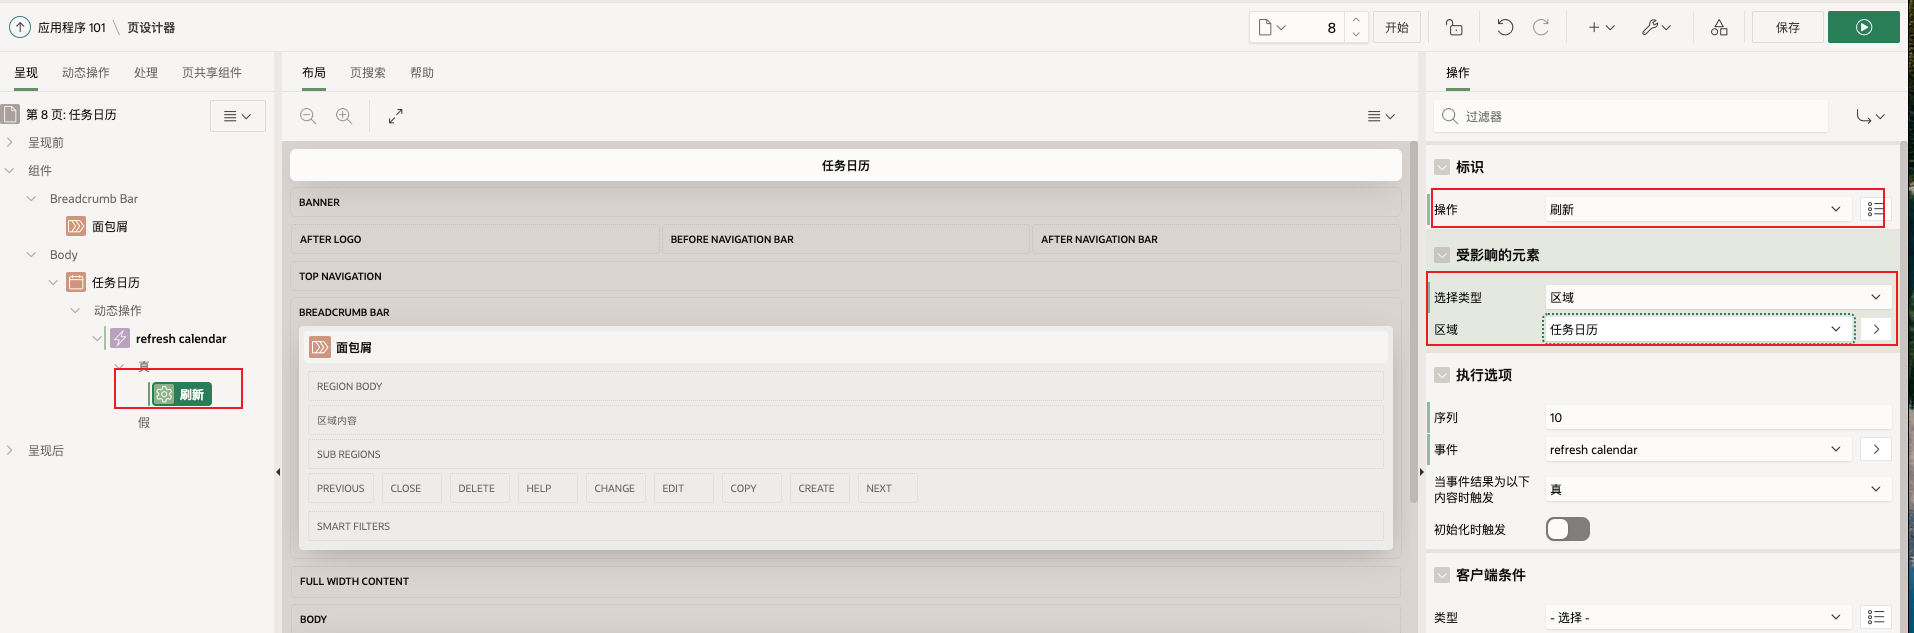 应用程序 101 \ 页设计器
8
开始
保存
呈现 动态操作 处理 页共享组件
第 8 页: 任务日历
呈现前
组件
Breadcrumb Bar
面包屑
Body
任务日历
动态操作
refresh calendar
真
刷新
假
呈现后
布局 页搜索 帮助
任务日历
BANNER
AFTER LOGO BEFORE NAVIGATION BAR AFTER NAVIGATION BAR
TOP NAVIGATION
BREADCRUMB BAR
面包屑
REGION BODY
区域内容
SUB REGIONS
PREVIOUS CLOSE DELETE HELP CHANGE EDIT COPY CREATE NEXT
SMART FILTERS
FULL WIDTH CONTENT
BODY
操作
过滤器
标识
操作 刷新
受影响的元素
选择类型 区域
区域 任务日历
执行选项
序列 10
事件 refresh calendar
当事件结果为以下
内容时触发 真
初始化时触发
客户端条件
类型 - 选择 -